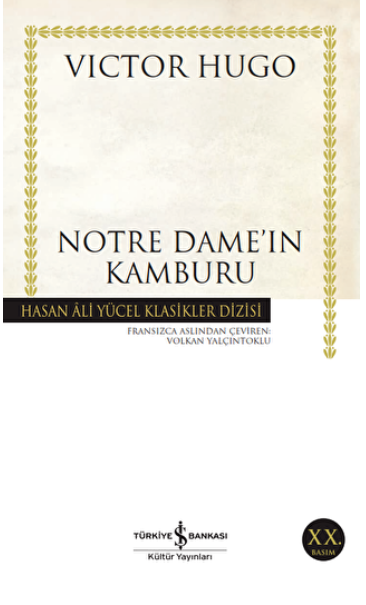 VICTOR HUGO
NOTRE DAME'IN
KAMBURU
HASAN ÂLİ YÜCEL KLASİKLER DİZİSİ
FRANSIZCA ASLINDAN ÇEVİREN:
VOLKAN YALÇINTOKLU
XX.
BASIM
TÜRKİYE İŞ BANKASI
Kültür Yayınları